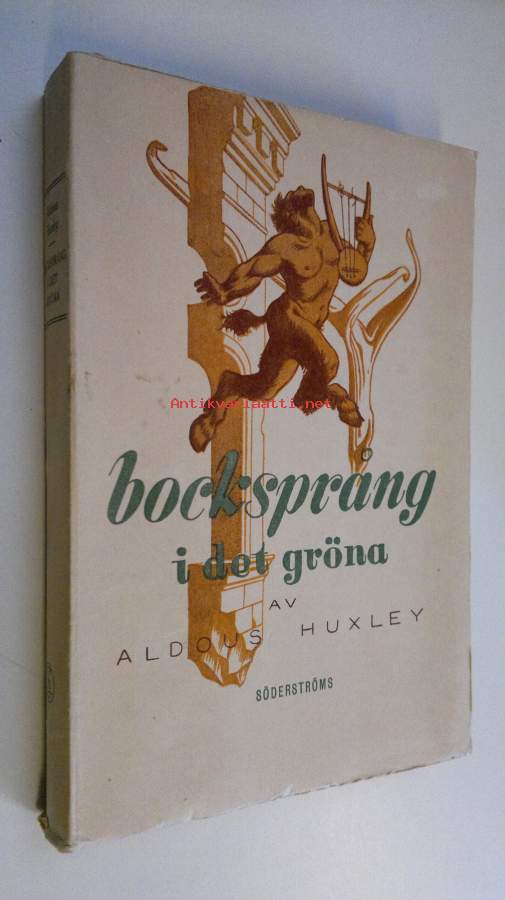 Antikvariaatti.net
bocksprång
i det gröna
AV
ALDOUS HUXLEY
SÖDERSTRÖMS